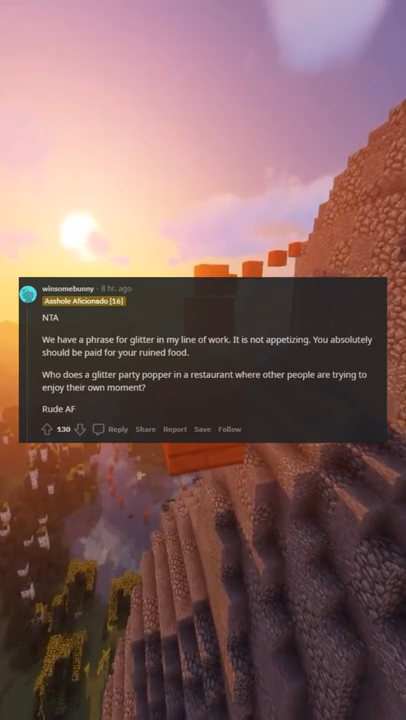 winsomebunny · 8 hr. ago
Asshole Aficionado [16]
NTA
We have a phrase for glitter in my line of work. It is not appetizing. You absolutely
should be paid for your ruined food.
Who does a glitter party popper in a restaurant where other people are trying to
enjoy their own moment?
Rude AF
130 Reply Share Report Save Follow